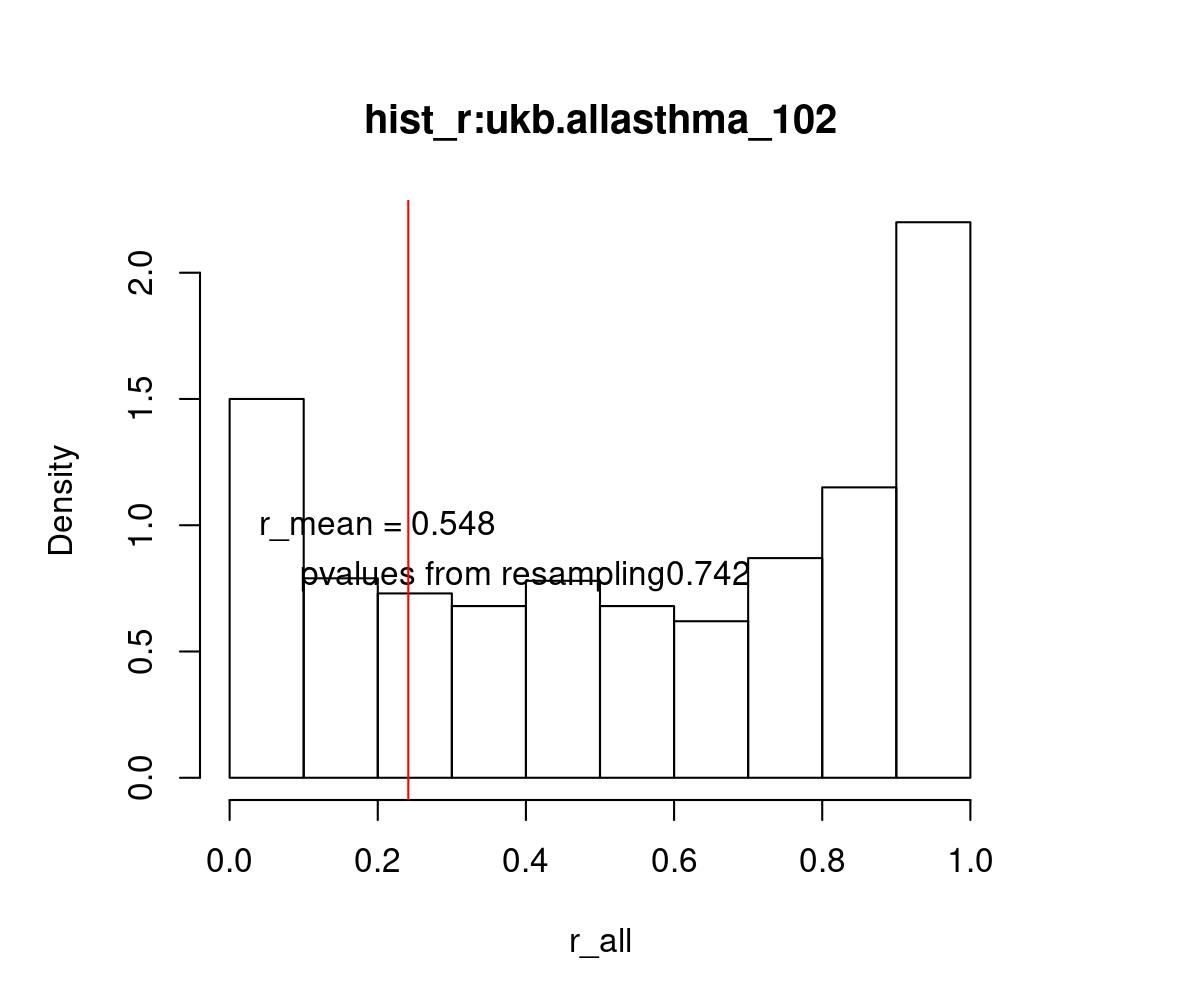 hist_r:ukb.allasthma_102
Density
2.0
1.5
1.0
0.5
0.0
r_mean = 0.548
pvalues from resampling0.742
0.0 0.2 0.4 0.6 0.8 1.0
r_all